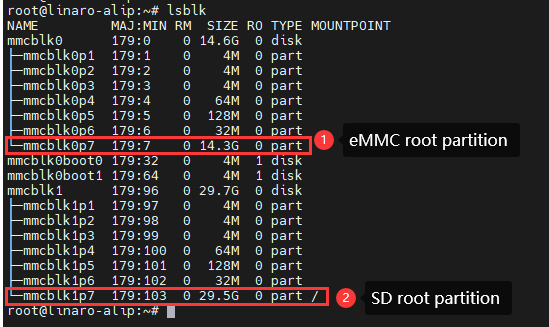 root@linaro-alip:~# lsblk
NAME         MAJ:MIN RM  SIZE RO TYPE MOUNTPOINT
mmcblk0      179:0    0 14.6G  0 disk
├─mmcblk0p1  179:1    0    4M  0 part
├─mmcblk0p2  179:2    0    4M  0 part
├─mmcblk0p3  179:3    0    4M  0 part
├─mmcblk0p4  179:4    0   64M  0 part
├─mmcblk0p5  179:5    0  128M  0 part
├─mmcblk0p6  179:6    0   32M  0 part
└─mmcblk0p7  179:7    0 14.3G  0 part 1 eMMC root partition
mmcblk0boot0 179:32   0    4M  1 disk
mmcblk0boot1 179:64   0    4M  1 disk
mmcblk1      179:96   0 29.7G  0 disk
├─mmcblk1p1  179:97   0    4M  0 part
├─mmcblk1p2  179:98   0    4M  0 part
├─mmcblk1p3  179:99   0    4M  0 part
├─mmcblk1p4  179:100  0   64M  0 part
├─mmcblk1p5  179:101  0  128M  0 part
├─mmcblk1p6  179:102  0   32M  0 part
└─mmcblk1p7  179:103  0 29.5G  0 part / 2 SD root partition
root@linaro-alip:~#